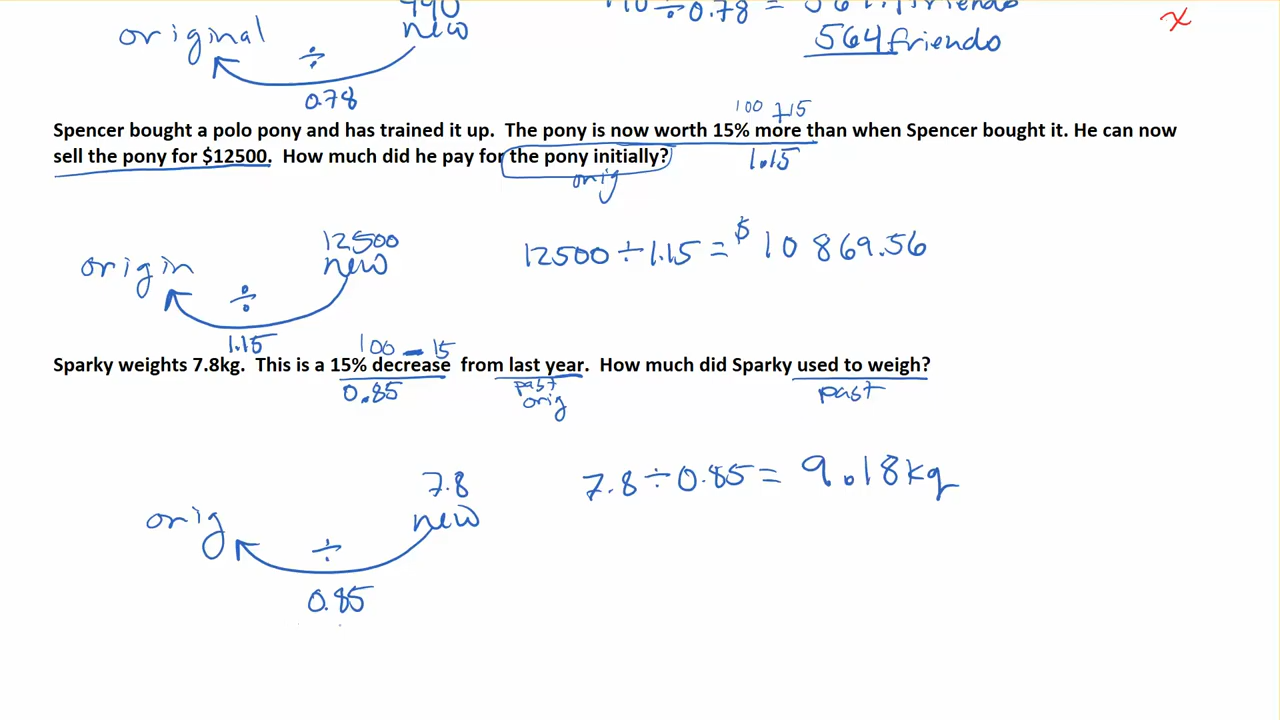 ÷0.78 =
original ÷ new
564 friendo
x
0.78
100 +15
Spencer bought a polo pony and has trained it up. The pony is now worth 15% more than when Spencer bought it. He can now
sell the pony for $12500. How much did he pay for the pony initially?
1.15
orig
12500
origin ÷ new
12500 ÷ 1.15 = $10 869.56
1.15
100 - 15
Sparky weights 7.8kg. This is a 15% decrease from last year. How much did Sparky used to weigh?
0.85 past past
orig
7.8
orig ÷ new
7.8 ÷ 0.85 = 9.18kg
0.85